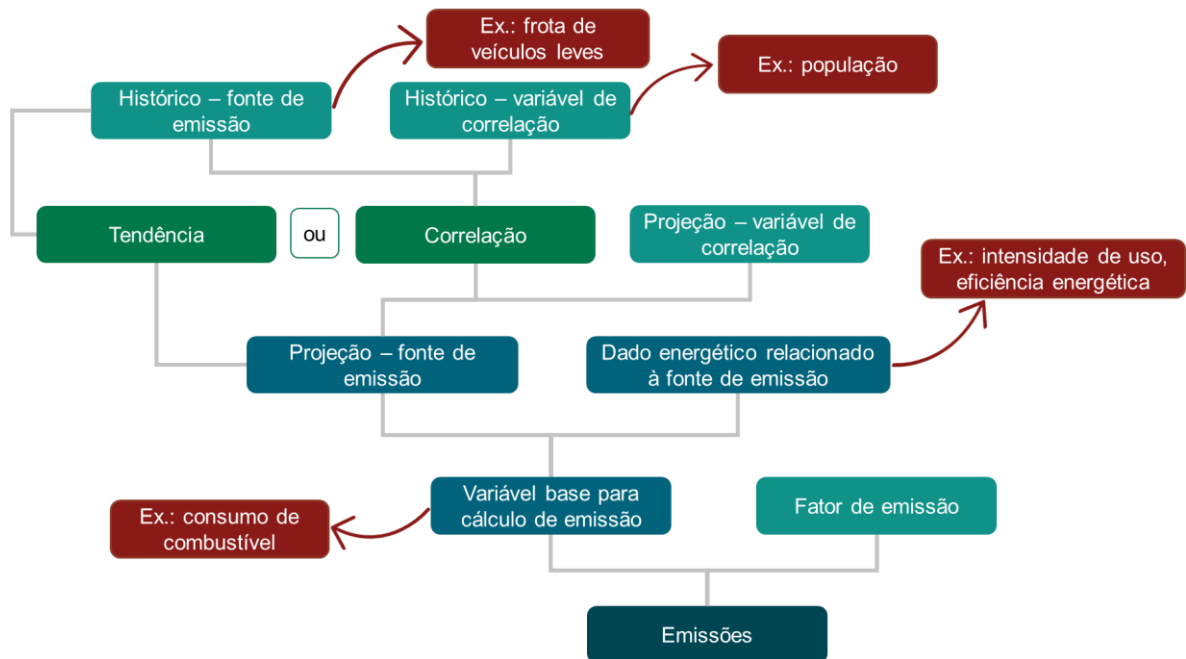 Ex.: frota de
veículos leves
Ex.: população
Histórico – fonte de
emissão
Histórico – variável de
correlação
Tendência
ou
Correlação
Projeção – variável de
correlação
Ex.: intensidade de uso,
eficiência energética
Projeção – fonte de
emissão
Dado energético relacionado
à fonte de emissão
Ex.: consumo de
combustível
Variável base para
cálculo de emissão
Fator de emissão
Emissões